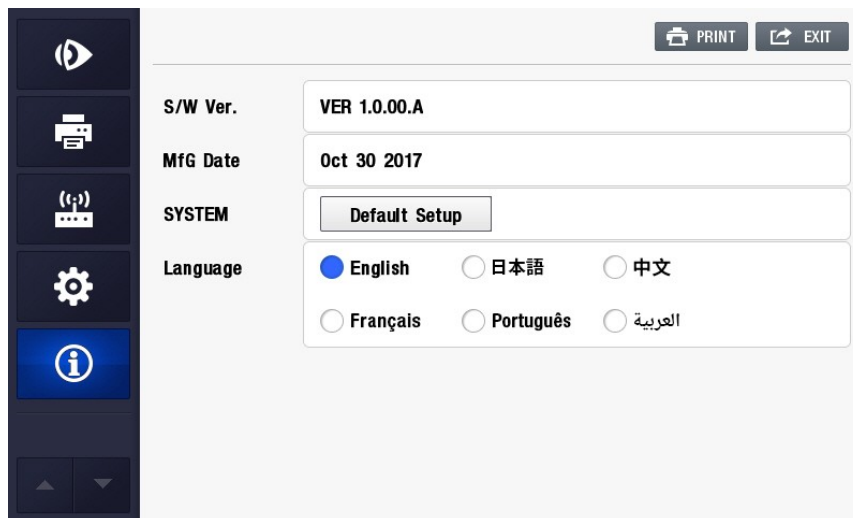 PRINT EXIT
S/W Ver. VER 1.0.00.A
MfG Date Oct 30 2017
SYSTEM Default Setup
Language English 日本語 中文
Français Português العربية